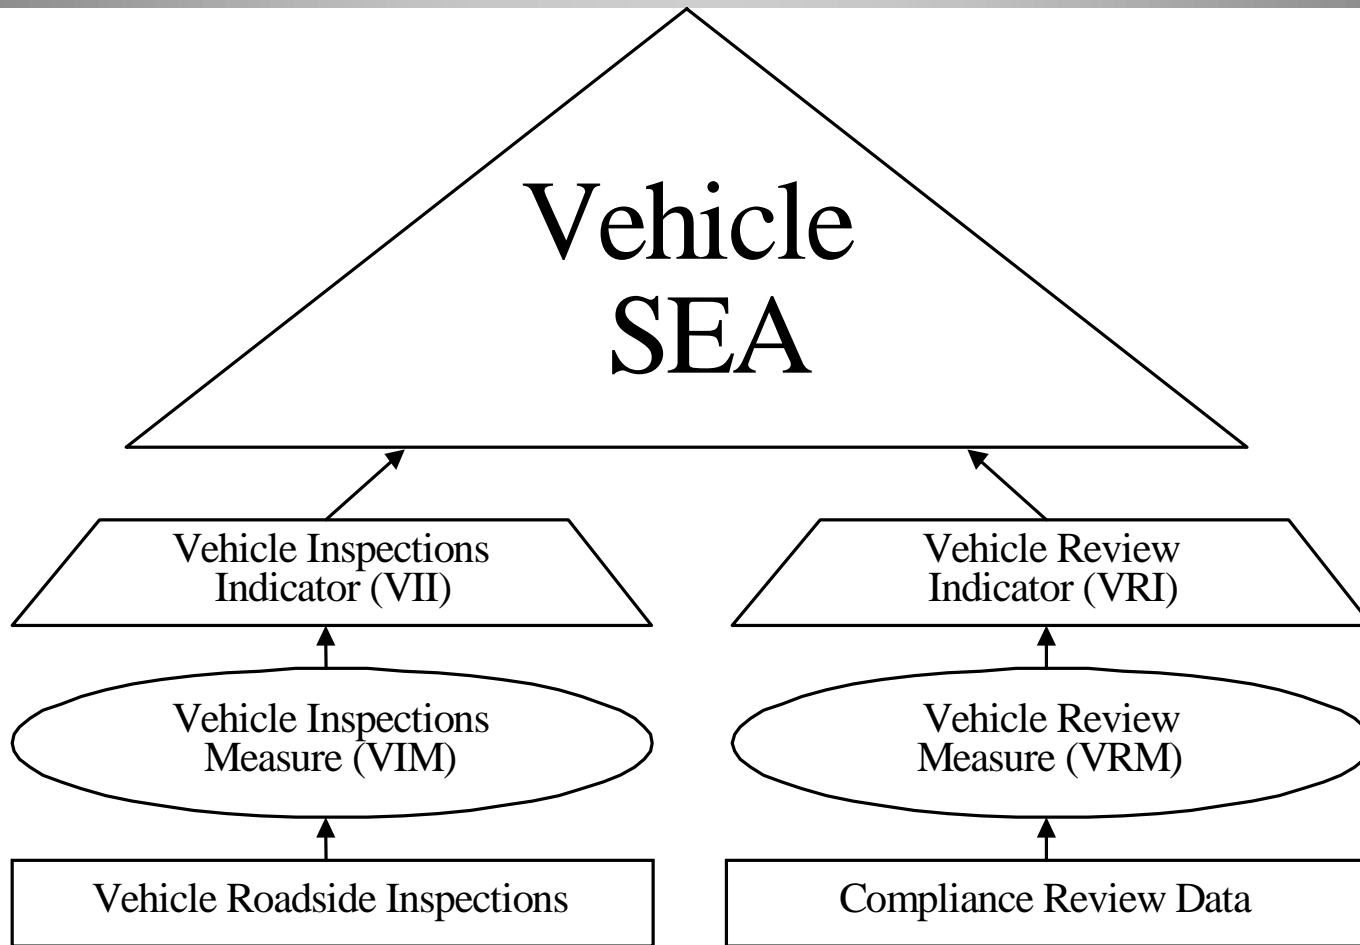 Vehicle
SEA
Vehicle Inspections
Indicator (VII)
Vehicle Review
Indicator (VRI)
Vehicle Inspections
Measure (VIM)
Vehicle Review
Measure (VRM)
Vehicle Roadside Inspections
Compliance Review Data